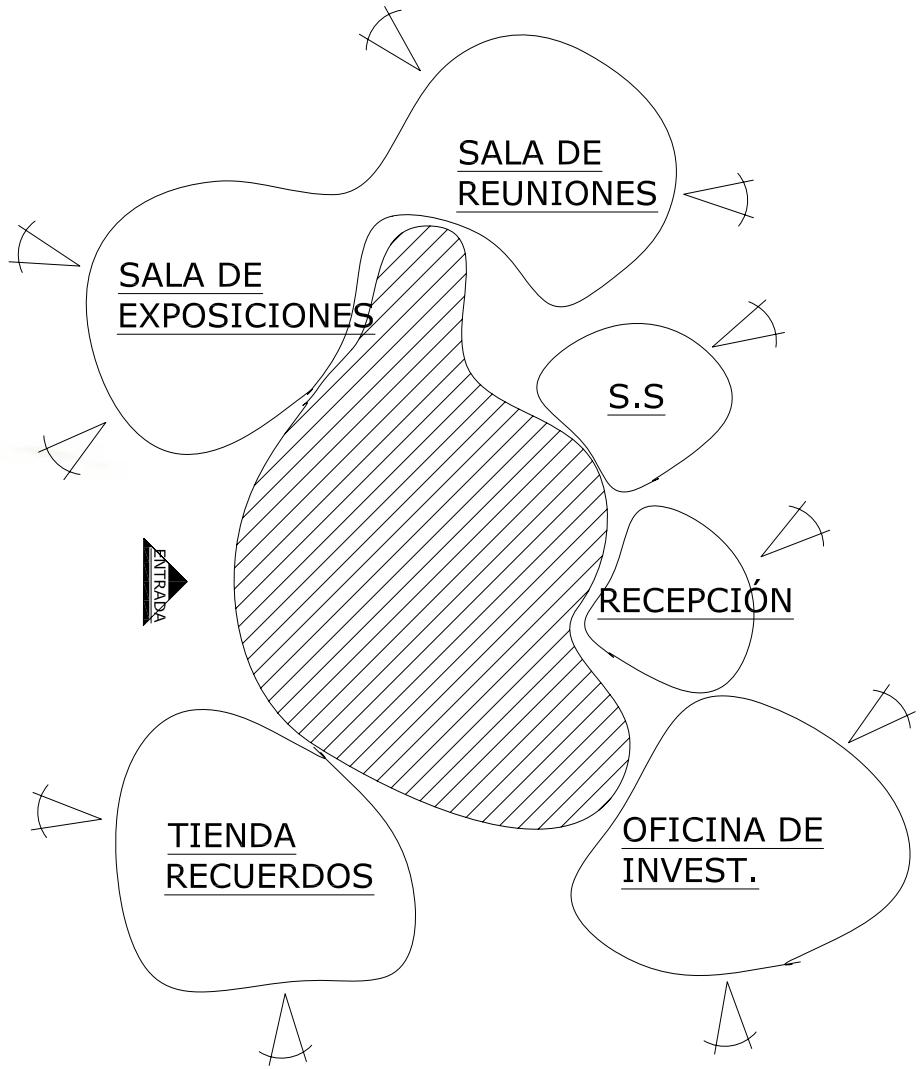 SALA DE
REUNIONES
SALA DE
EXPOSICIONES
S.S
RECEPCIÓN
ENTRADA
TIENDA
RECUERDOS
OFICINA DE
INVEST.